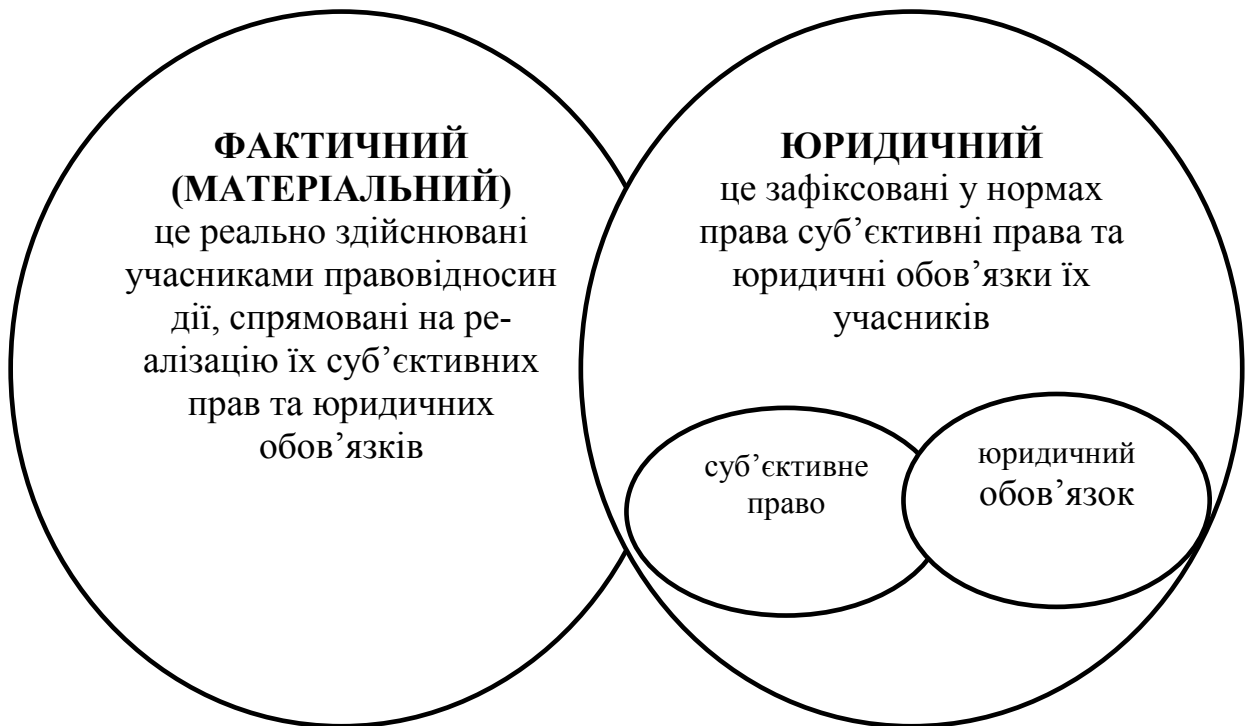 ФАКТИЧНИЙ
(МАТЕРІАЛЬНИЙ)
це реально здійснювані
учасниками правовідносин
дії, спрямовані на ре-
алізацію їх суб’єктивних
прав та юридичних
обов’язків
ЮРИДИЧНИЙ
це зафіксовані у нормах
права суб’єктивні права та
юридичні обов’язки їх
учасників
суб’єктивне
право
юридичний
обов’язок